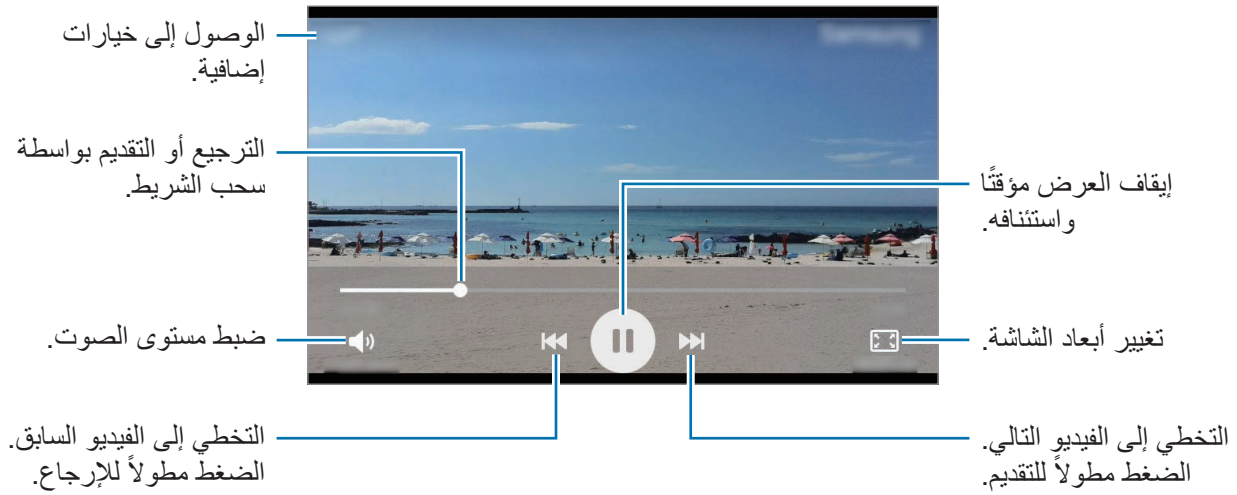 الوصول إلى خيارات
إضافية.
الترجيع أو التقديم بواسطة
سحب الشريط.
إيقاف العرض مؤقتًا
واستئنافه.
ضبط مستوى الصوت.
تغيير أبعاد الشاشة.
التخطي إلى الفيديو السابق.
الضغط مطولاً للإرجاع.
التخطي إلى الفيديو التالي.
الضغط مطولاً للتقديم.